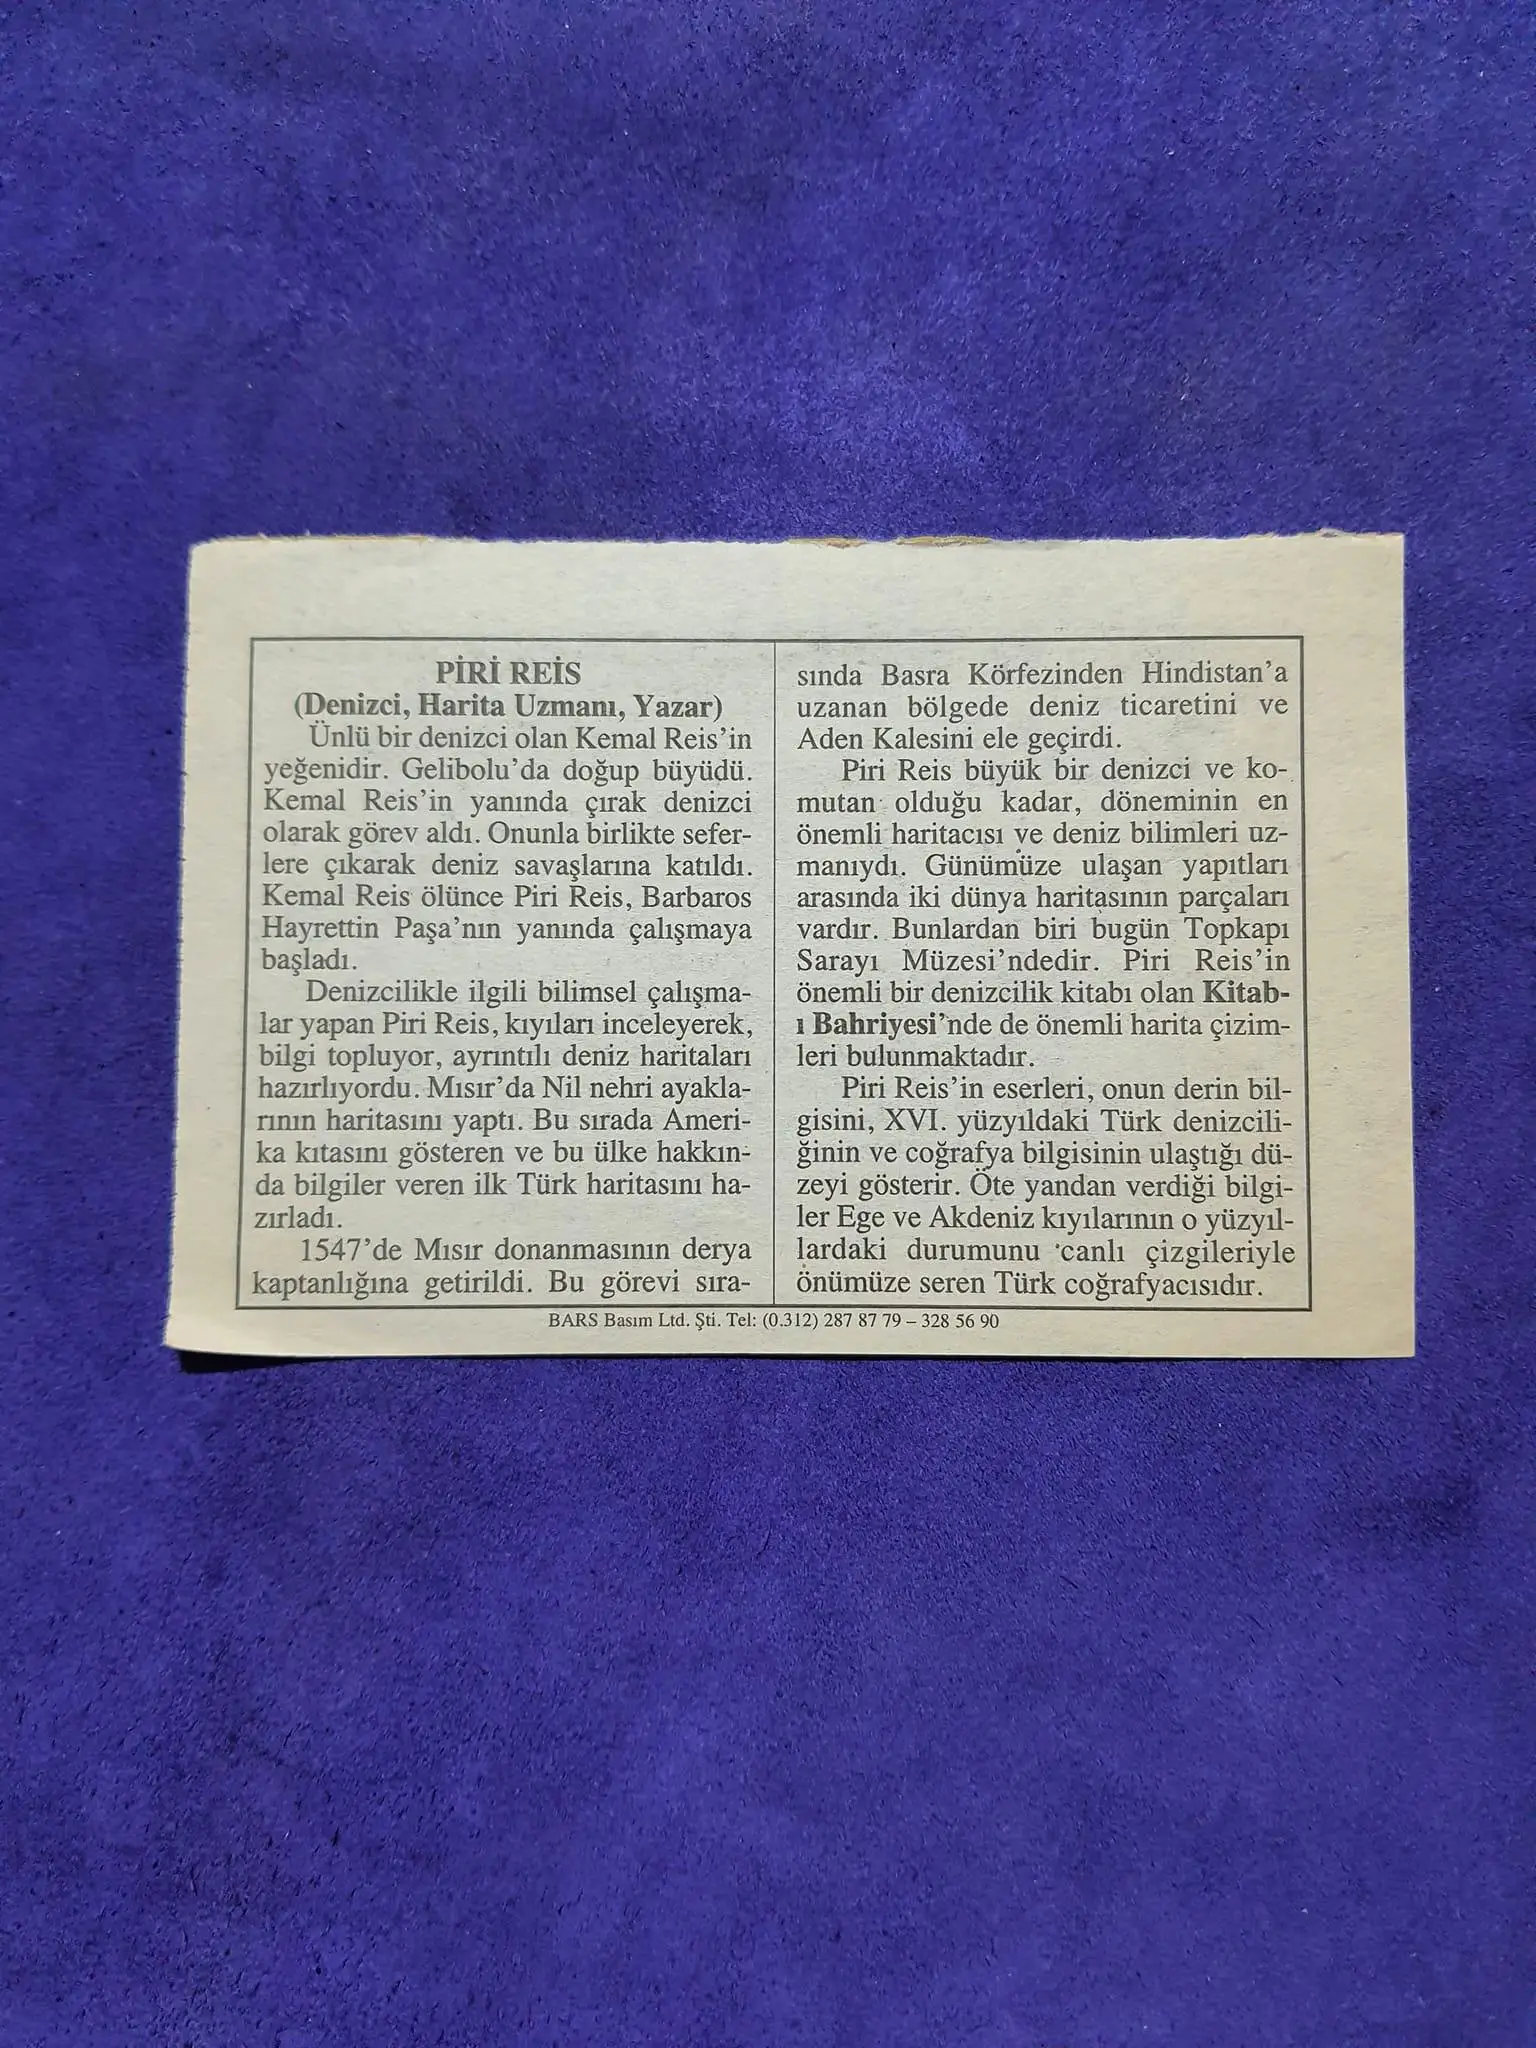 PİRİ REİS
(Denizci, Harita Uzmanı, Yazar)
Ünlü bir denizci olan Kemal Reis’in
yeğenidir. Gelibolu’da doğup büyüdü.
Kemal Reis’in yanında çırak denizci
olarak görev aldı. Onunla birlikte sefer-
lere çıkarak deniz savaşlarına katıldı.
Kemal Reis ölünce Piri Reis, Barbaros
Hayrettin Paşa’nın yanında çalışmaya
başladı.
Denizcilikle ilgili bilimsel çalışma-
lar yapan Piri Reis, kıyıları inceleyerek,
bilgi topluyor, ayrıntılı deniz haritaları
hazırlıyordu. Mısır’da Nil nehri ayakla-
rının haritasını yaptı. Bu sırada Ameri-
ka kıtasını gösteren ve bu ülke hakkın-
da bilgiler veren ilk Türk haritasını ha-
zırladı.
1547’de Mısır donanmasının derya
kaptanlığına getirildi. Bu görevi sıra-
sında Basra Körfezinden Hindistan’a
uzanan bölgede deniz ticaretini ve
Aden Kalesini ele geçirdi.
Piri Reis büyük bir denizci ve ko-
mutan olduğu kadar, döneminin en
önemli haritacısı ve deniz bilimleri uz-
manıydı. Günümüze ulaşan yapıtları
arasında iki dünya haritasının parçaları
vardır. Bunlardan biri bugün Topkapı
Sarayı Müzesi’ndedir. Piri Reis’in
önemli bir denizcilik kitabı olan Kitab-
ı Bahriyesi’nde de önemli harita çizim-
leri bulunmaktadır.
Piri Reis’in eserleri, onun derin bil-
gisini, XVI. yüzyıldaki Türk denizcili-
ğinin ve coğrafya bilgisinin ulaştığı dü-
zeyi gösterir. Öte yandan verdiği bilgi-
ler Ege ve Akdeniz kıyılarının o yüzyıl-
lardaki durumunu canlı çizgileriyle
önümüze seren Türk coğrafyacısıdır.
BARS Basım Ltd. Şti. Tel: (0.312) 287 87 79 – 328 56 90